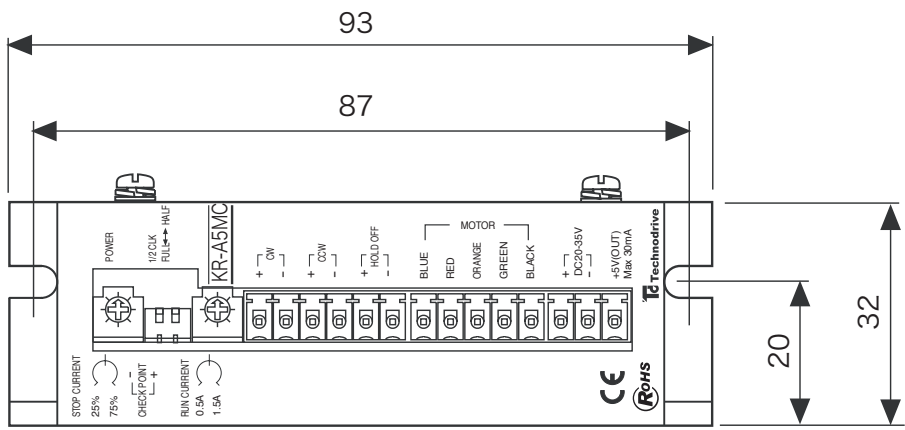 93
87
POWER
1/2 CLK
FULL HALF
KR-A5MC
+ CW -
+ CCW -
+ HOLD OFF -
MOTOR
BLUE
RED
ORANGE
GREEN
BLACK
+ DC20-35V -
+5V(OUT)
Max 30mA
Td Technodrive
32
20
STOP CURRENT
25%
75%
- +
CHECK POINT
RUN CURRENT
0.5A
1.5A
CE
RoHS